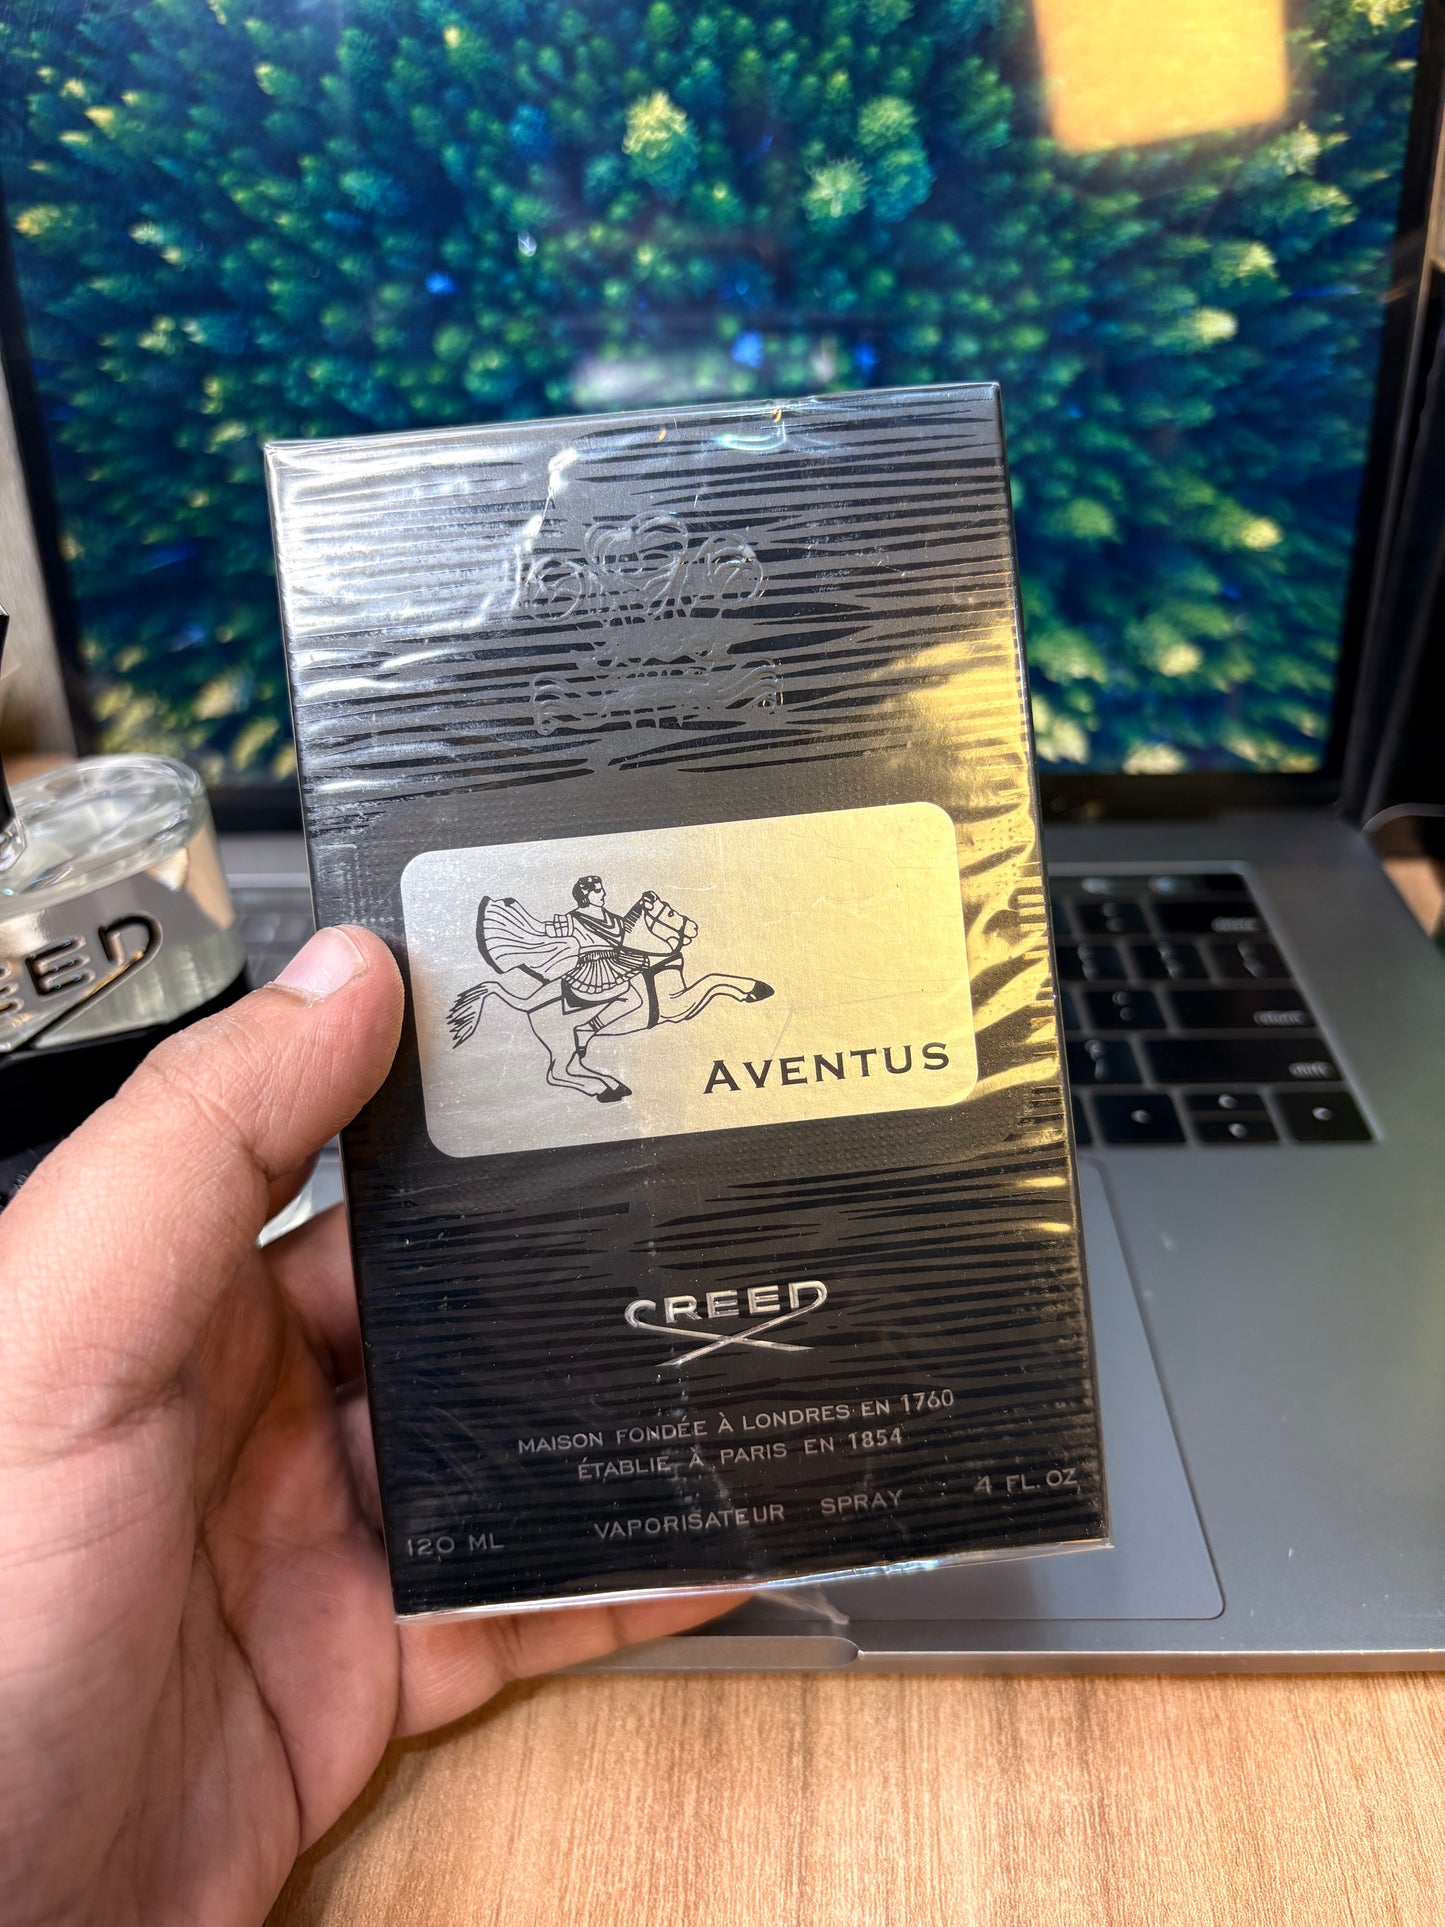 AVENTUS
CREED
MAISON FONDÉE À LONDRES EN 1760
ÉTABLIE À PARIS EN 1854
120 ML VAPORISATEUR SPRAY 4 FL. OZ